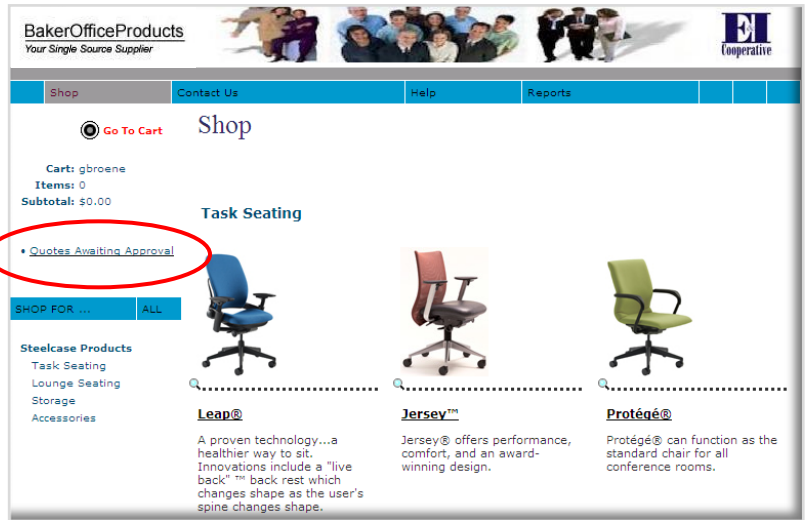 BakerOfficeProducts
Your Single Source Supplier
EI
Cooperative
Shop
Contact Us
Help
Reports
Go To Cart
Cart: gbroene
Items: 0
Subtotal: $0.00
• Quotes Awaiting Approval
SHOP FOR ...
ALL
Steelcase Products
Task Seating
Lounge Seating
Storage
Accessories
Shop
Task Seating
Leap®
A proven technology...a
healthier way to sit.
Innovations include a "live
back" ™ back rest which
changes shape as the user's
spine changes shape.
Jersey™
Jersey® offers performance,
comfort, and an award-
winning design.
Protégé®
Protégé® can function as the
standard chair for all
conference rooms.